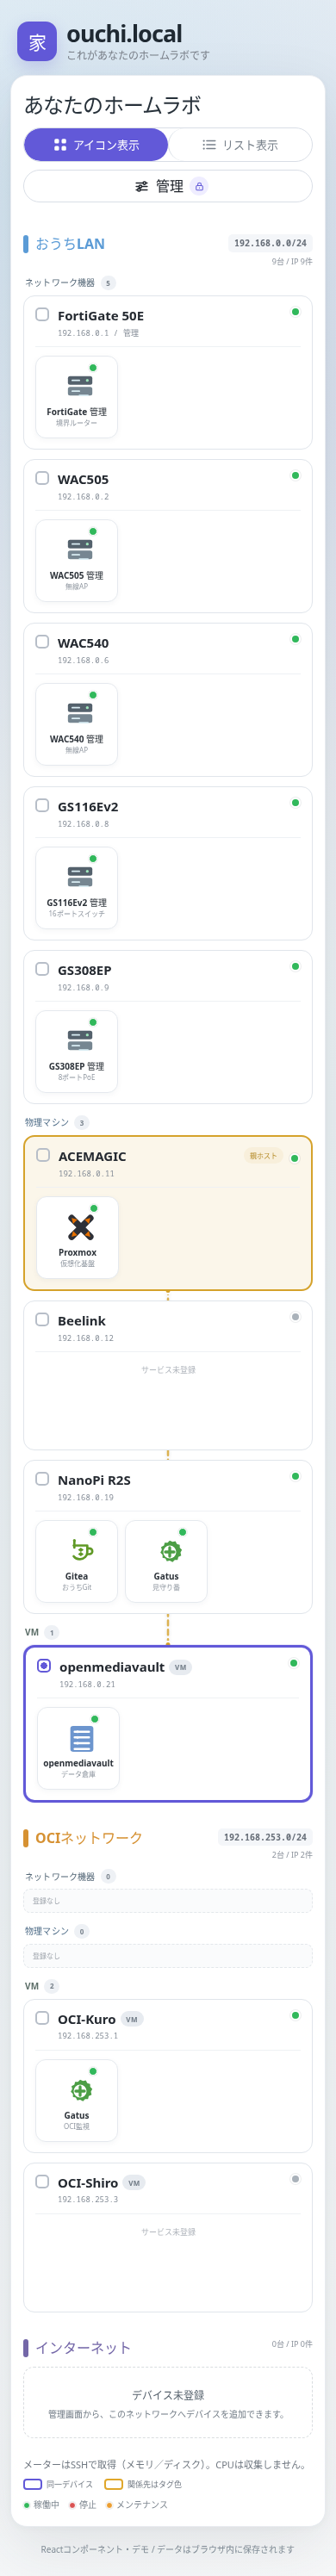 家
ouchi.local
これがあなたのホームラボです
あなたのホームラボ
アイコン表示
リスト表示
管理
おうちLAN
192.168.0.0/24
9台 / IP 9件
ネットワーク機器 5
FortiGate 50E
192.168.0.1 / 管理
FortiGate 管理
境界ルーター
WAC505
192.168.0.2
WAC505 管理
無線AP
WAC540
192.168.0.6
WAC540 管理
無線AP
GS116Ev2
192.168.0.8
GS116Ev2 管理
16ポートスイッチ
GS308EP
192.168.0.9
GS308EP 管理
8ポートPoE
物理マシン 3
ACEMAGIC
親ホスト
192.168.0.11
Proxmox
仮想化基盤
Beelink
192.168.0.12
サービス未登録
NanoPi R2S
192.168.0.19
Gitea
おうちGit
Gatus
見守り番
VM 1
openmediavault VM
192.168.0.21
openmediavault
データ倉庫
OCIネットワーク
192.168.253.0/24
2台 / IP 2件
ネットワーク機器 0
登録なし
物理マシン 0
登録なし
VM 2
OCI-Kuro VM
192.168.253.1
Gatus
OCI監視
OCI-Shiro VM
192.168.253.3
サービス未登録
インターネット
0台 / IP 0件
デバイス未登録
管理画面から、このネットワークへデバイスを追加できます。
メーターはSSHで取得（メモリ／ディスク）。CPUは収集しません。
同一デバイス
関係先はタグ色
稼働中
停止
メンテナンス
Reactコンポーネント・デモ / データはブラウザ内に保存されます